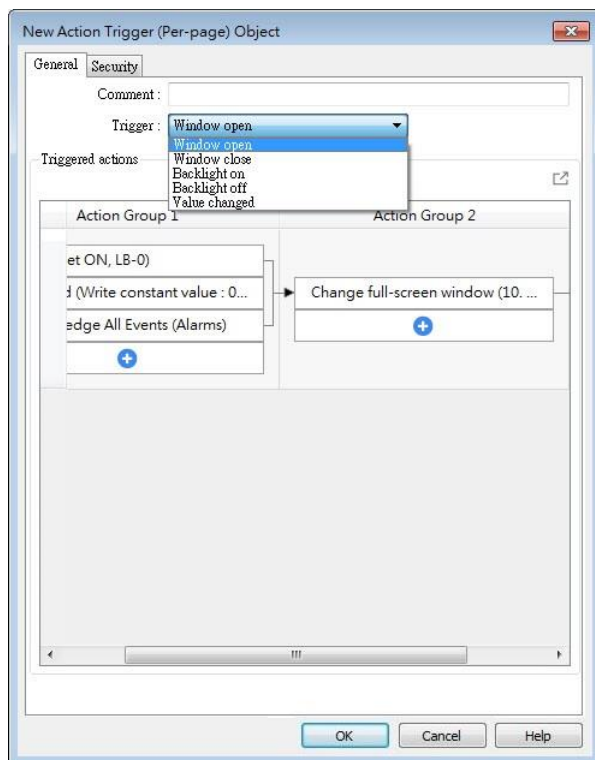 New Action Trigger (Per-page) Object
General Security
Comment :
Trigger : Window open
Window open
Window close
Triggered actions
Backlight on
Backlight off
Value changed
Action Group 1 Action Group 2
et ON, LB-0)
d (Write constant value : 0... Change full-screen window (10. ...
edge All Events (Alarms)
OK Cancel Help